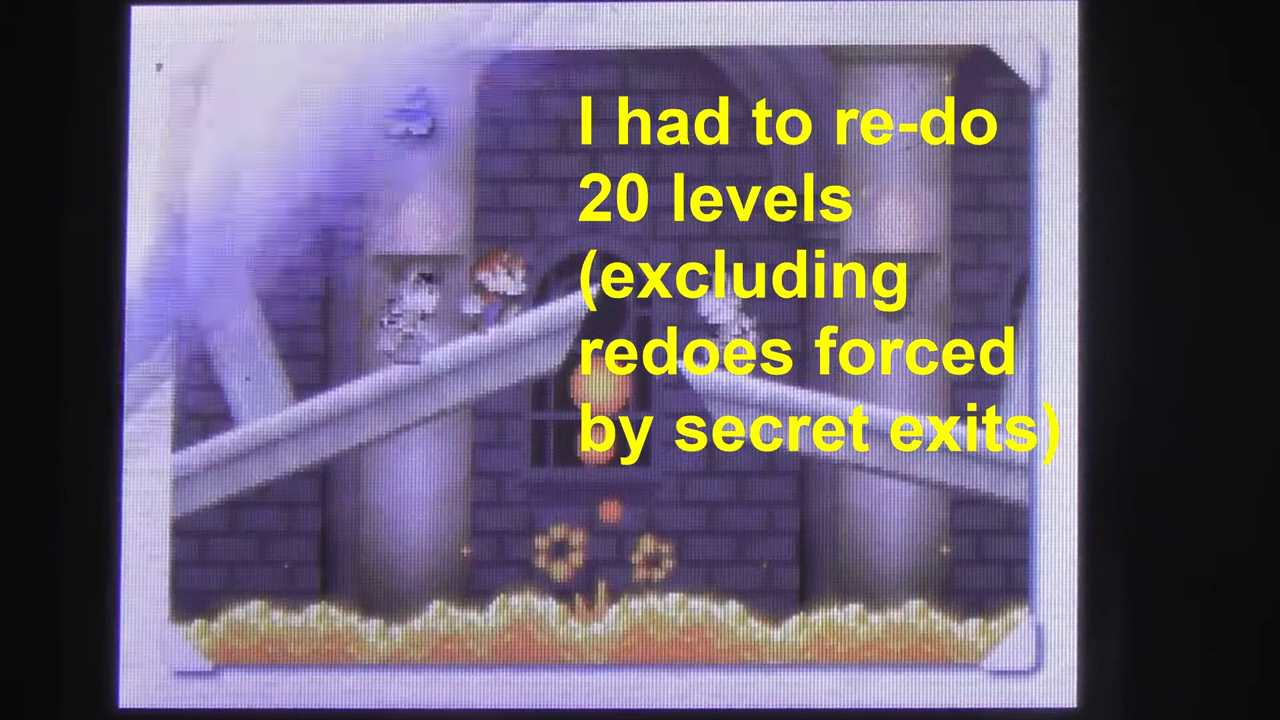 I had to re-do
20 levels
(excluding
redoes forced
by secret exits)